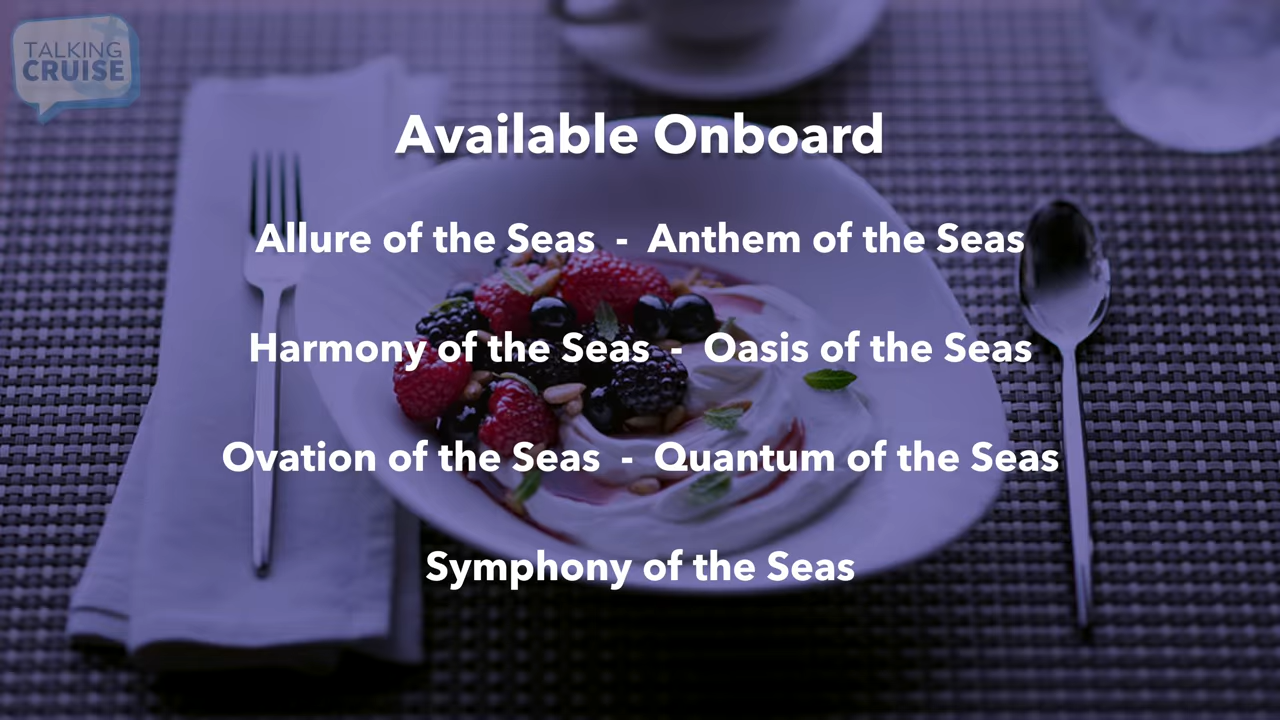 TALKING
CRUISE
Available Onboard
Allure of the Seas - Anthem of the Seas
Harmony of the Seas - Oasis of the Seas
Ovation of the Seas - Quantum of the Seas
Symphony of the Seas